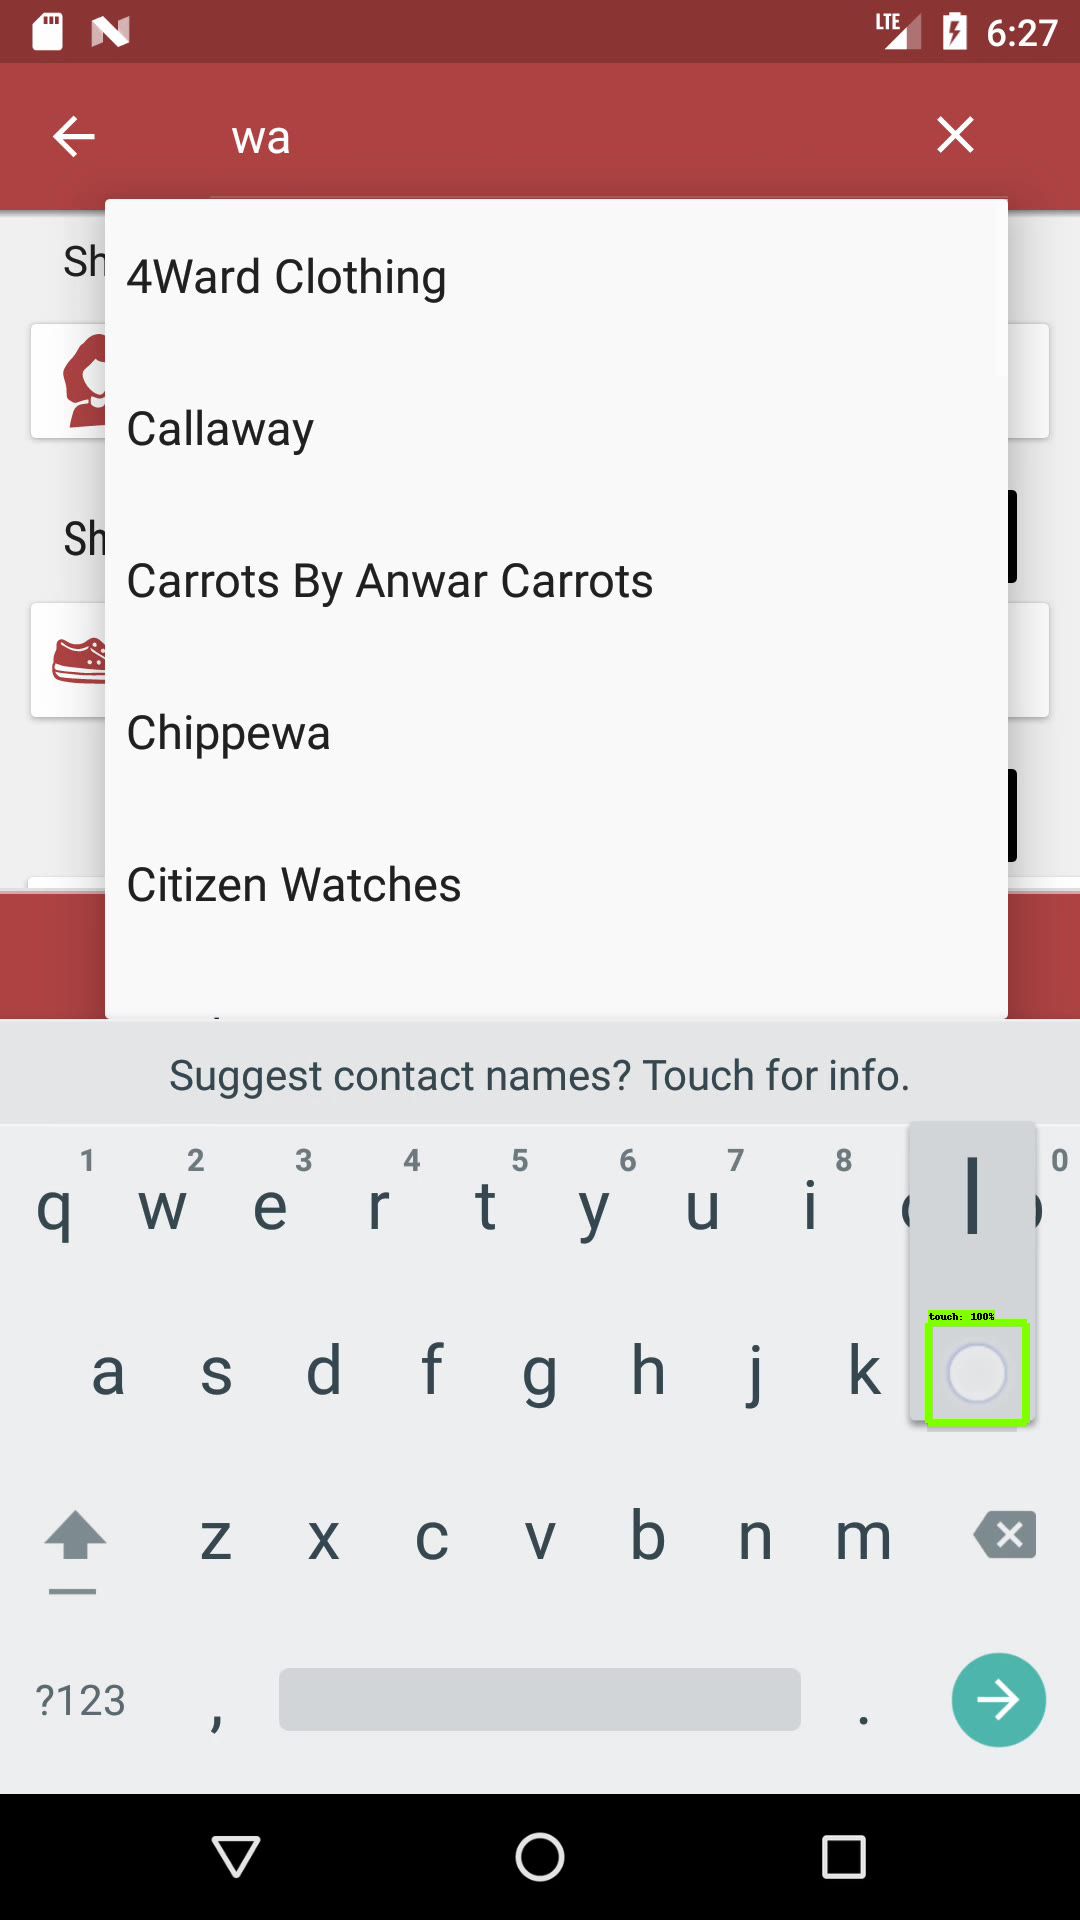 LTE 6:27
wa
Sh
4Ward Clothing
Callaway
Carrots By Anwar Carrots
Sh
Chippewa
Citizen Watches
Suggest contact names? Touch for info.
1 2 3 4 5 6 7 8 0
q w e r t y u i l
touch: 100%
a s d f g h j k
z x c v b n m
?123 , .